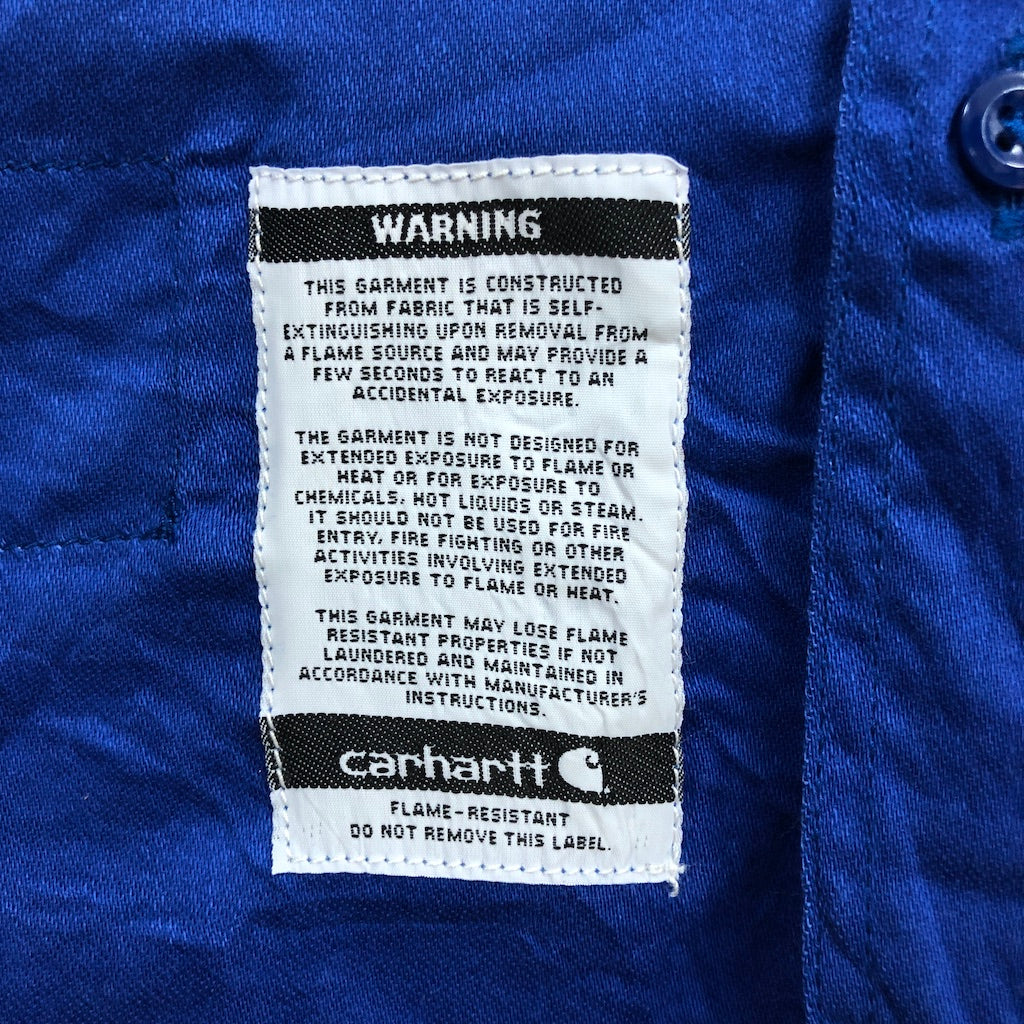 WARNING
THIS GARMENT IS CONSTRUCTED
FROM FABRIC THAT IS SELF-
EXTINGUISHING UPON REMOVAL FROM
A FLAME SOURCE AND MAY PROVIDE A
FEW SECONDS TO REACT TO AN
ACCIDENTAL EXPOSURE.
THE GARMENT IS NOT DESIGNED FOR
EXTENDED EXPOSURE TO FLAME OR
HEAT OR FOR EXPOSURE TO
CHEMICALS, HOT LIQUIDS OR STEAM.
IT SHOULD NOT BE USED FOR FIRE
ENTRY, FIRE FIGHTING OR OTHER
ACTIVITIES INVOLVING EXTENDED
EXPOSURE TO FLAME OR HEAT.
THIS GARMENT MAY LOSE FLAME
RESISTANT PROPERTIES IF NOT
LAUNDERED AND MAINTAINED IN
ACCORDANCE WITH MANUFACTURER'S
INSTRUCTIONS.
carhartt
FLAME-RESISTANT
DO NOT REMOVE THIS LABEL.